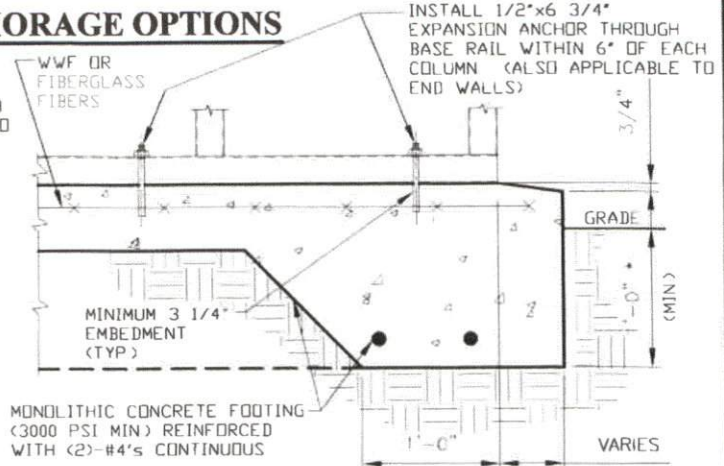 ORAGE OPTIONS
INSTALL 1/2"x6 3/4"
EXPANSION ANCHOR THROUGH
BASE RAIL WITHIN 6" OF EACH
COLUMN (ALSO APPLICABLE TO
END WALLS)
WWF OR
FIBERGLASS
FIBERS
3/4"
GRADE
(MIN)
MINIMUM 3 1/4"
EMBEDMENT
(TYP)
MONOLITHIC CONCRETE FOOTING
(3000 PSI MIN) REINFORCED
WITH (2)-#4's CONTINUOUS
1'-0"
VARIES